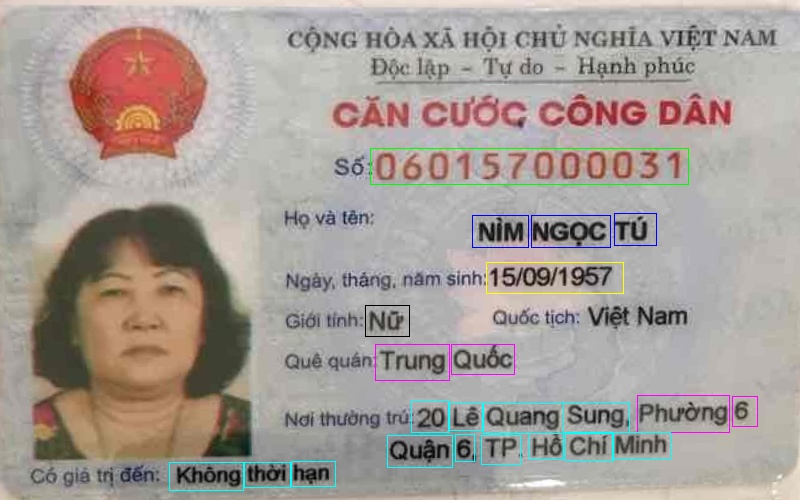 CỘNG HÒA XÃ HỘI CHỦ NGHĨA VIỆT NAM
Độc lập – Tự do – Hạnh phúc
CĂN CƯỚC CÔNG DÂN
Số: 060157000031
Họ và tên: NÌM NGỌC TÚ
Ngày, tháng, năm sinh: 15/09/1957
Giới tính: Nữ Quốc tịch: Việt Nam
Quê quán: Trung Quốc
Nơi thường trú: 20 Lê Quang Sung, Phường 6
Quận 6, TP. Hồ Chí Minh
Có giá trị đến: Không thời hạn